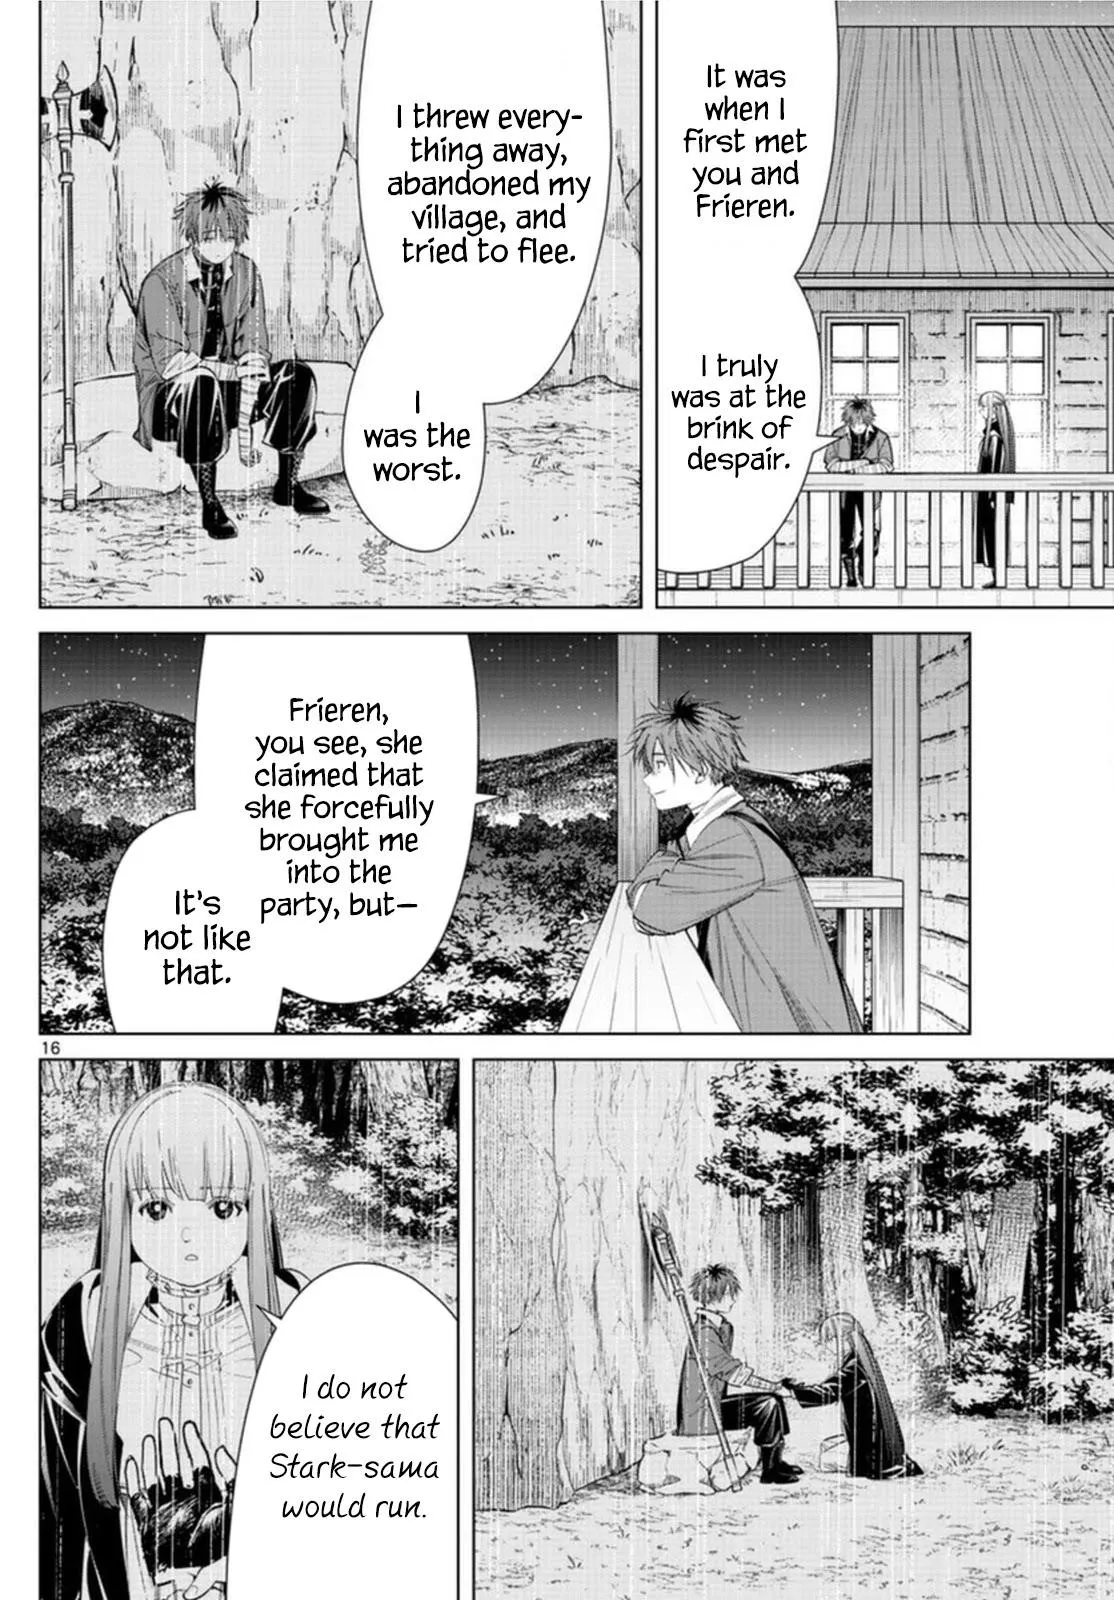 It was
when I
first met
you and
Frieren.
I truly
was at the
brink of
despair.
I threw every-
thing away,
abandoned my
village, and
tried to flee.
I
was the
worst.
Frieren,
you see, she
claimed that
she forcefully
brought me
into the
party, but—
It's
not like
that.
16
I do not
believe that
Stark-sama
would run.